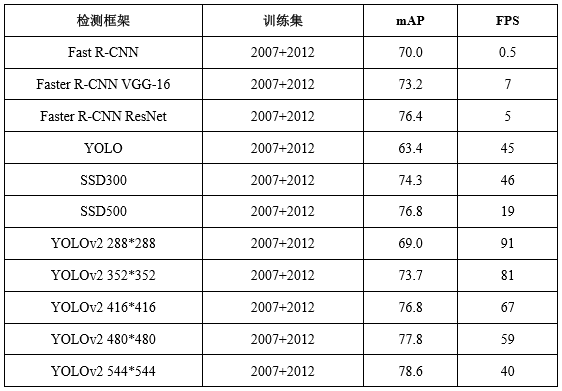 检测框架 训练集 mAP FPS
Fast R-CNN 2007+2012 70.0 0.5
Faster R-CNN VGG-16 2007+2012 73.2 7
Faster R-CNN ResNet 2007+2012 76.4 5
YOLO 2007+2012 63.4 45
SSD300 2007+2012 74.3 46
SSD500 2007+2012 76.8 19
YOLOv2 288*288 2007+2012 69.0 91
YOLOv2 352*352 2007+2012 73.7 81
YOLOv2 416*416 2007+2012 76.8 67
YOLOv2 480*480 2007+2012 77.8 59
YOLOv2 544*544 2007+2012 78.6 40